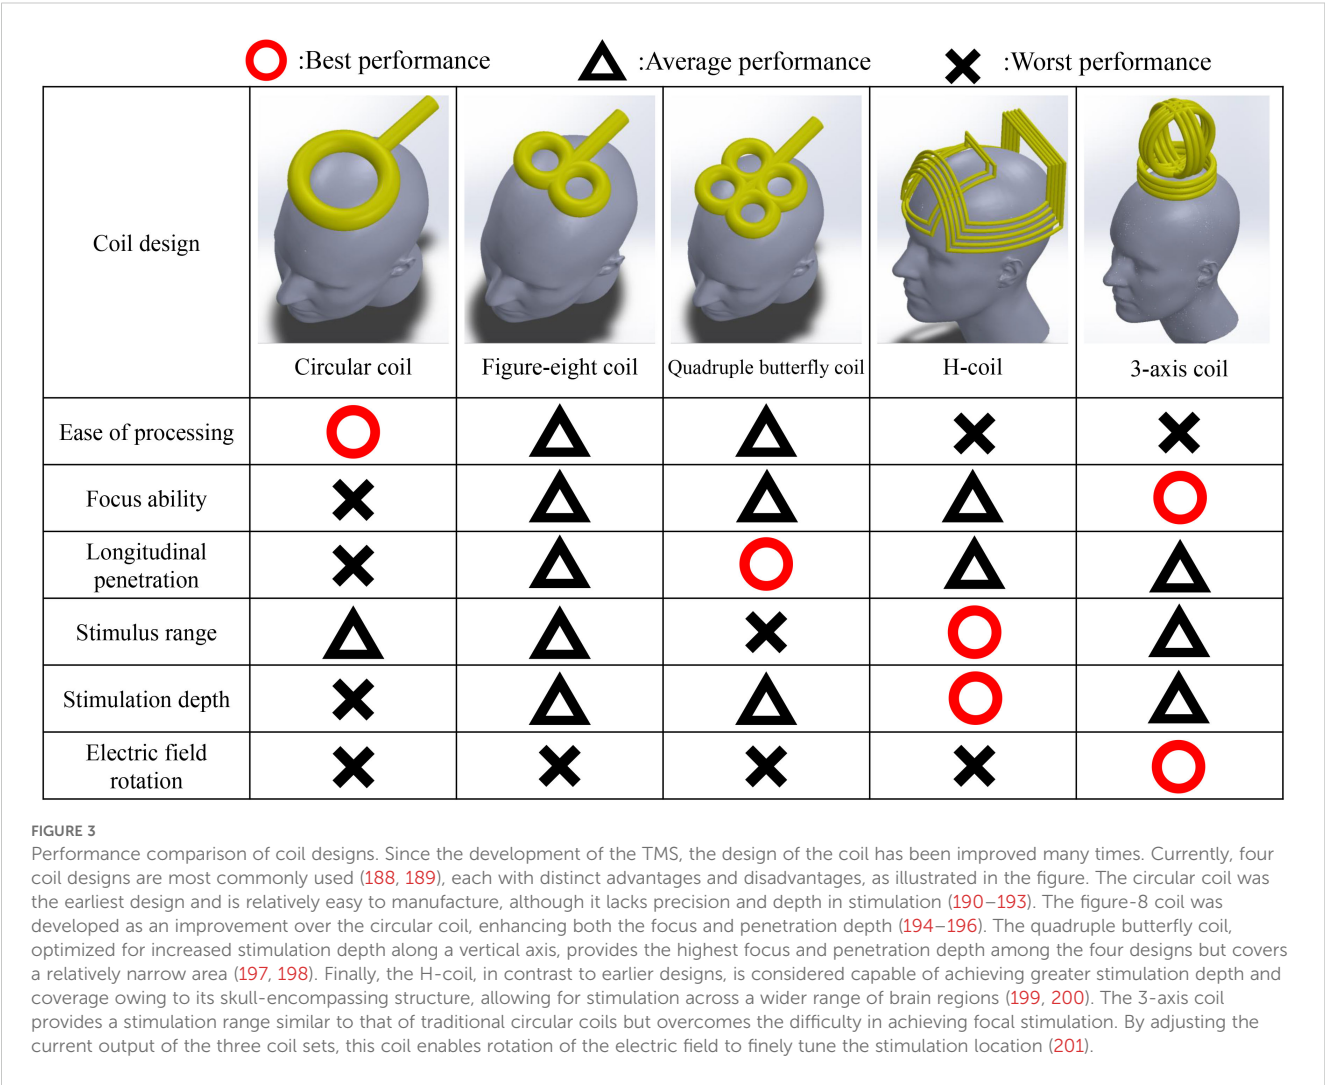 :Best performance :Average performance :Worst performance
Coil design
Circular coil Figure-eight coil Quadruple butterfly coil H-coil 3-axis coil
Ease of processing
Focus ability
Longitudinal
penetration
Stimulus range
Stimulation depth
Electric field
rotation
FIGURE 3
Performance comparison of coil designs. Since the development of the TMS, the design of the coil has been improved many times. Currently, four
coil designs are most commonly used (188, 189), each with distinct advantages and disadvantages, as illustrated in the figure. The circular coil was
the earliest design and is relatively easy to manufacture, although it lacks precision and depth in stimulation (190–193). The figure-8 coil was
developed as an improvement over the circular coil, enhancing both the focus and penetration depth (194–196). The quadruple butterfly coil,
optimized for increased stimulation depth along a vertical axis, provides the highest focus and penetration depth among the four designs but covers
a relatively narrow area (197, 198). Finally, the H-coil, in contrast to earlier designs, is considered capable of achieving greater stimulation depth and
coverage owing to its skull-encompassing structure, allowing for stimulation across a wider range of brain regions (199, 200). The 3-axis coil
provides a stimulation range similar to that of traditional circular coils but overcomes the difficulty in achieving focal stimulation. By adjusting the
current output of the three coil sets, this coil enables rotation of the electric field to finely tune the stimulation location (201).